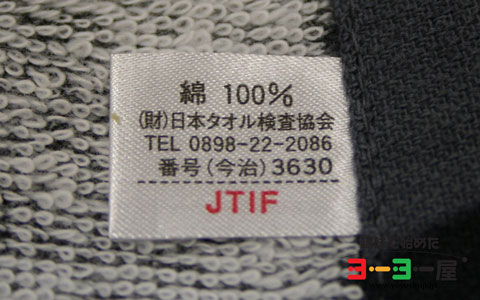 綿 100%
(財)日本タオル検査協会
TEL 0898-22-2086
番号(今治)3630
JTIF
ヨーヨー屋